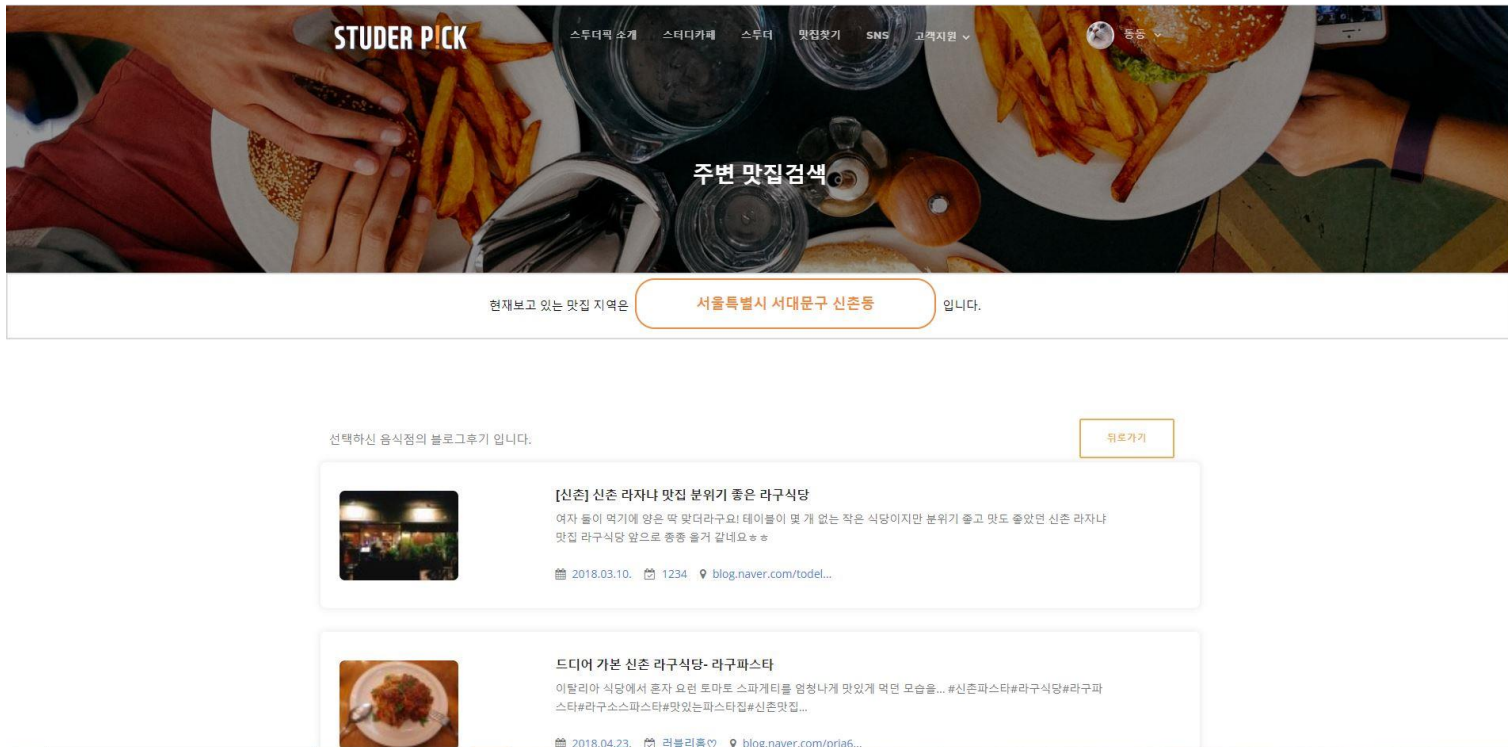 STUDER P!CK
스투더픽 소개 스터디카페 스투더 맛집찾기 SNS 고객지원
동동
주변 맛집검색
현재보고 있는 맛집 지역은 서울특별시 서대문구 신촌동 입니다.
선택하신 음식점의 블로그후기 입니다.
뒤로가기
[신촌] 신촌 라자냐 맛집 분위기 좋은 라구식당
여자 둘이 먹기에 양은 딱 맞더라구요! 테이블이 몇 개 없는 작은 식당이지만 분위기 좋고 맛도 좋았던 신촌 라자냐
맛집 라구식당 앞으로 종종 올거 같네요ㅎㅎ
2018.03.10. 1234 blog.naver.com/todel...
드디어 가본 신촌 라구식당- 라구파스타
이탈리아 식당에서 혼자 요런 토마토 스파게티를 엄청나게 맛있게 먹던 모습을... #신촌파스타#라구식당#라구파
스타#라구소스파스타#맛있는파스타집#신촌맛집...
2018.04.23. 러블리홈♡ blog.naver.com/pria6...